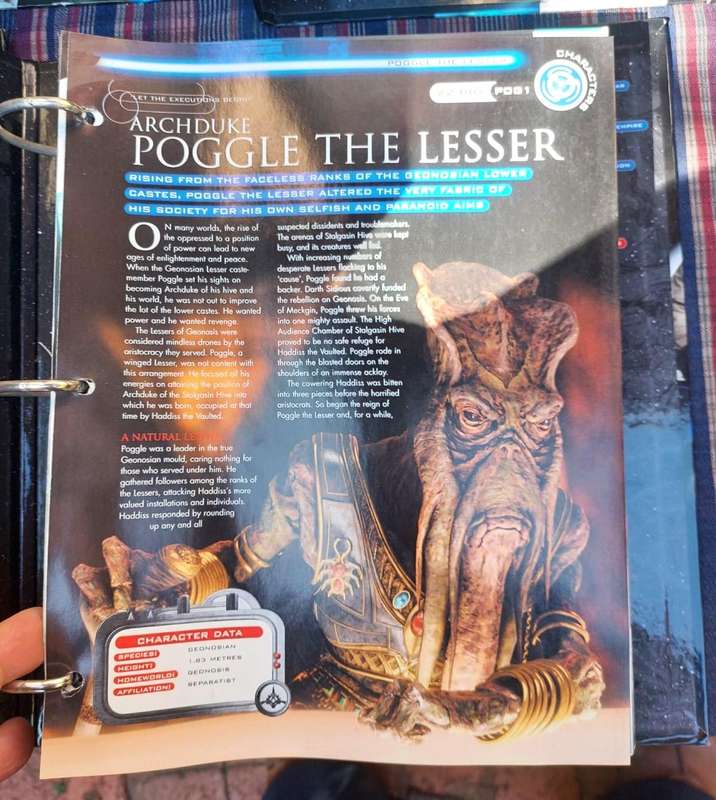 POGGLE THE LESSER
CHARACTERS
"LET THE EXECUTIONS BEGIN!"
22 BBY POG1
ARCHDUKE
POGGLE THE LESSER
RISING FROM THE FACELESS RANKS OF THE GEONOSIAN LOWER
CASTES, POGGLE THE LESSER ALTERED THE VERY FABRIC OF
HIS SOCIETY FOR HIS OWN SELFISH AND PARANOID AIMS
ON many worlds, the rise of
the oppressed to a position
of power can lead to new
ages of enlightenment and peace.
When the Geonosian Lesser caste-
member Poggle set his sights on
becoming Archduke of his hive and
his world, he was not out to improve
the lot of the lower castes. He wanted
power and he wanted revenge.
The Lessers of Geonosis were
considered mindless drones by the
aristocracy they served. Poggle, a
winged Lesser, was not content with
this arrangement. He focused all his
energies on attaining the position of
Archduke of the Stalgasin Hive into
which he was born, occupied at that
time by Haddiss the Vaulted.
A NATURAL
Poggle was a leader in the true
Geonosian mould, caring nothing for
those who served under him. He
gathered followers among the ranks of
the Lessers, attacking Haddiss's more
valued installations and individuals.
Haddiss responded by rounding
up any and all
suspected dissidents and troublemakers.
The arenas of Stalgasin Hive were kept
busy, and its creatures well fed.
With increasing numbers of
desperate Lessers flocking to his
'cause', Poggle found he had a
backer. Darth Sidious covertly funded
the rebellion on Geonosis. On the Eve
of Meckgin, Poggle threw his forces
into one mighty assault. The High
Audience Chamber of Stalgasin Hive
proved to be no safe refuge for
Haddiss the Vaulted. Poggle rode in
through the blasted doors on the
shoulders of an immense acklay.
The cowering Haddiss was bitten
into three pieces before the horrified
aristocrats. So began the reign of
Poggle the Lesser and, for a while,
CHARACTER DATA
SPECIES: GEONOSIAN
HEIGHT: 1.83 METRES
HOMEWORLD: GEONOSIS
AFFILIATION: SEPARATIST